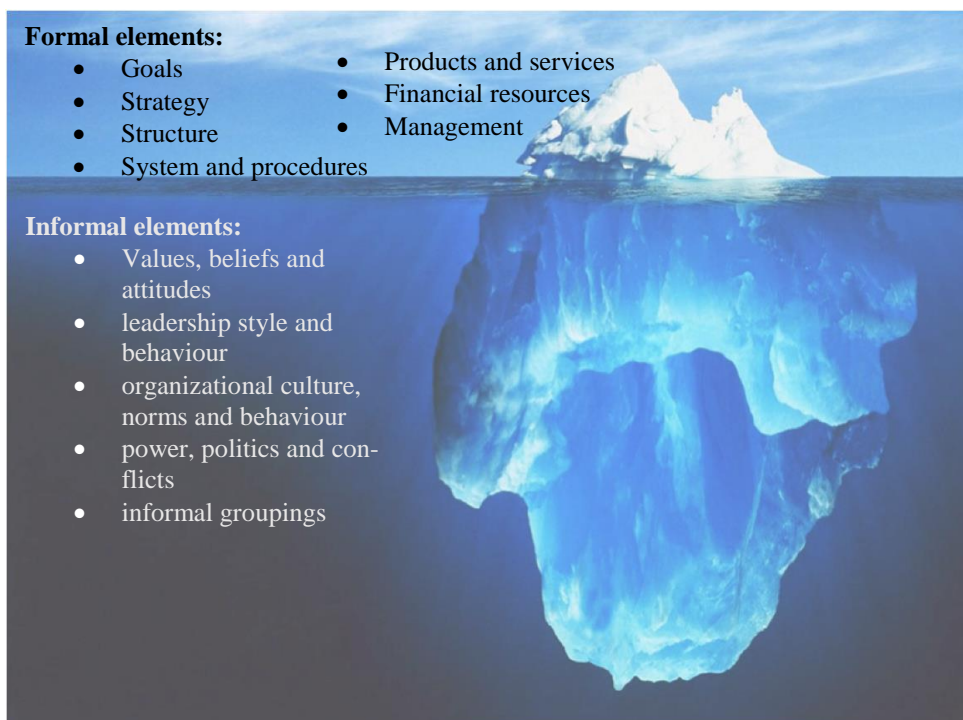 Formal elements:
• Goals
• Strategy
• Structure
• System and procedures
• Products and services
• Financial resources
• Management
Informal elements:
• Values, beliefs and
attitudes
• leadership style and
behaviour
• organizational culture,
norms and behaviour
• power, politics and con-
flicts
• informal groupings